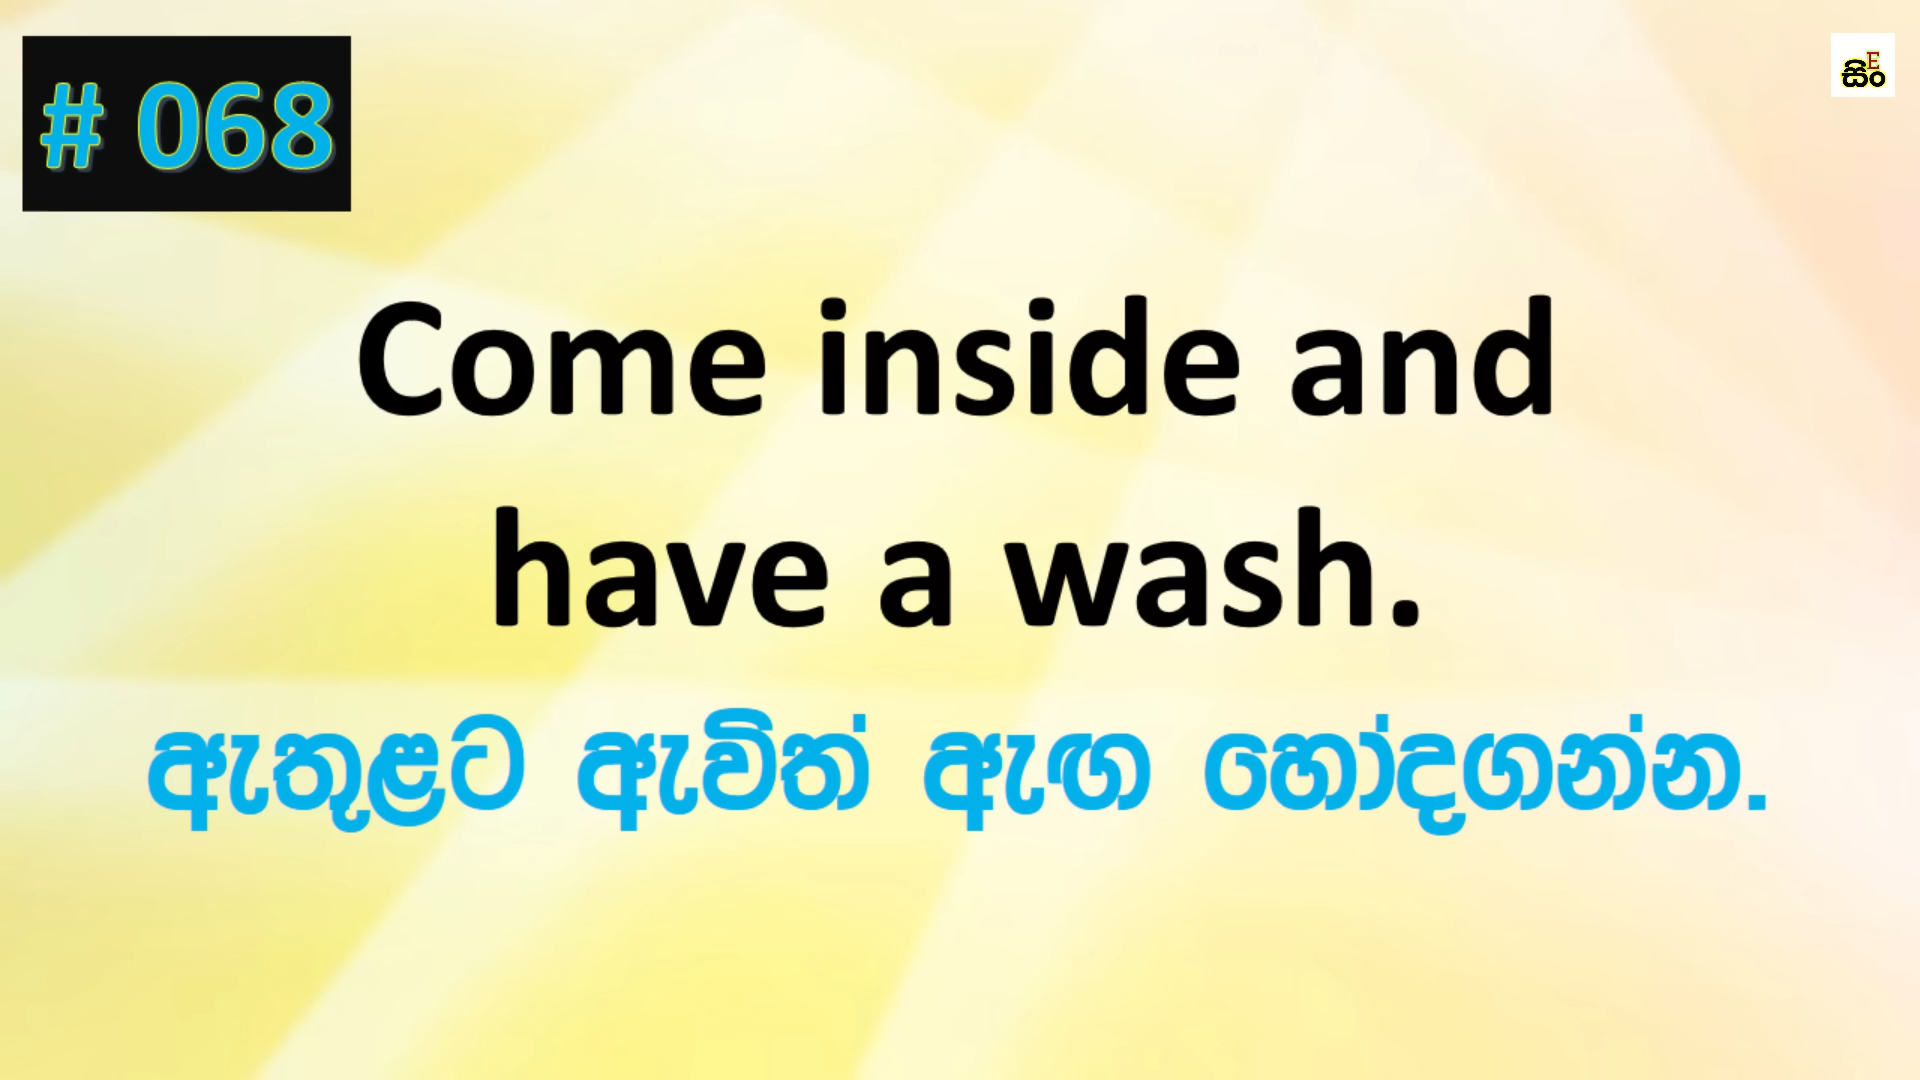 # 068
සිං
E
Come inside and
have a wash.
ඇතුළට ඇවිත් ඇඟ හෝදගන්න.